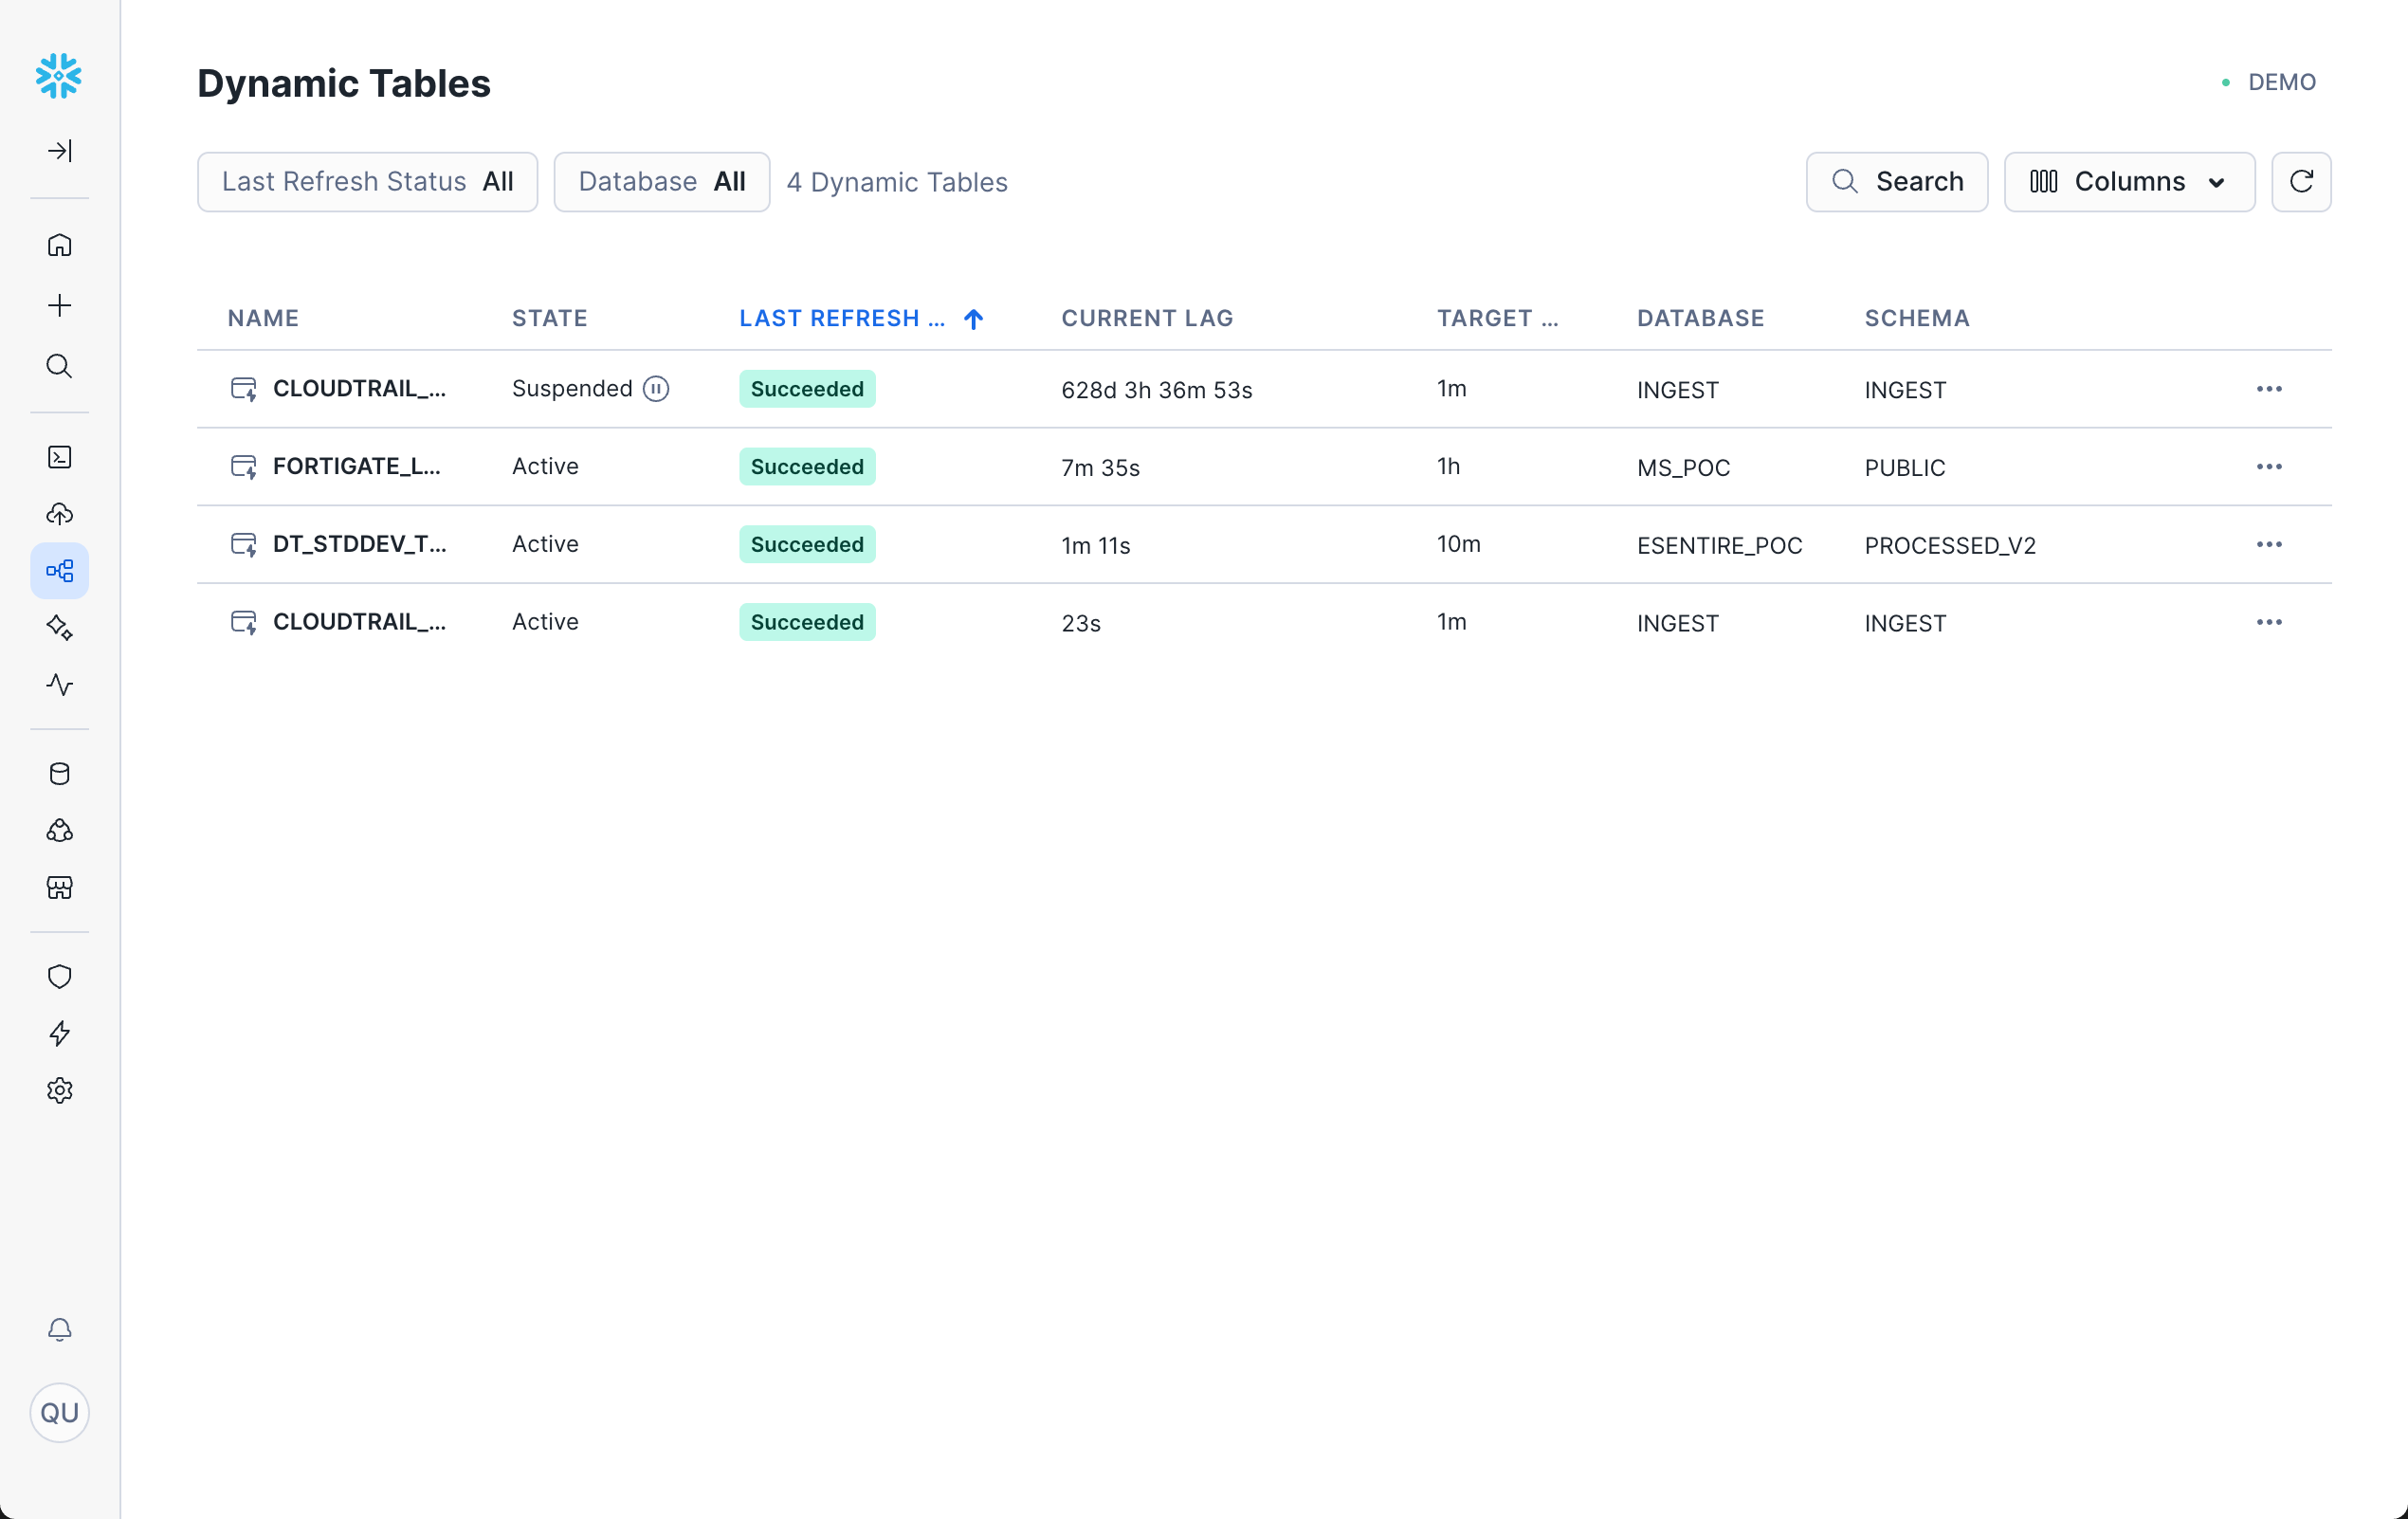 Dynamic Tables
DEMO
Last Refresh Status All
Database All
4 Dynamic Tables
Search
Columns
NAME STATE LAST REFRESH ... CURRENT LAG TARGET ... DATABASE SCHEMA
CLOUDTRAIL_... Suspended Succeeded 628d 3h 36m 53s 1m INGEST INGEST
FORTIGATE_L... Active Succeeded 7m 35s 1h MS_POC PUBLIC
DT_STDDEV_T... Active Succeeded 1m 11s 10m ESENTIRE_POC PROCESSED_V2
CLOUDTRAIL_... Active Succeeded 23s 1m INGEST INGEST
QU